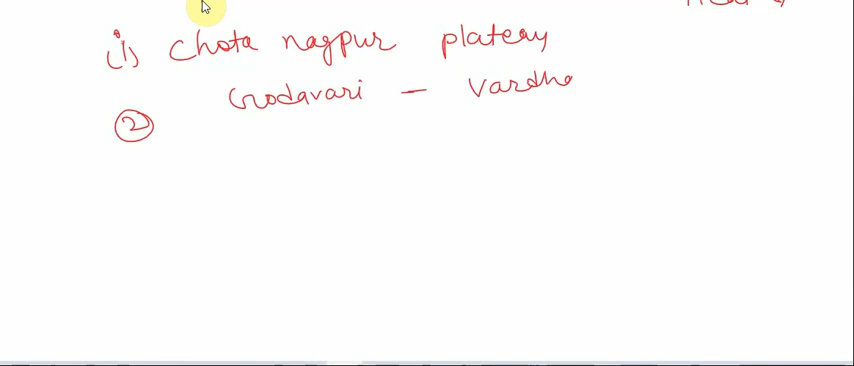 (i) Chota nagpur plateau
② Godavari – Vardha